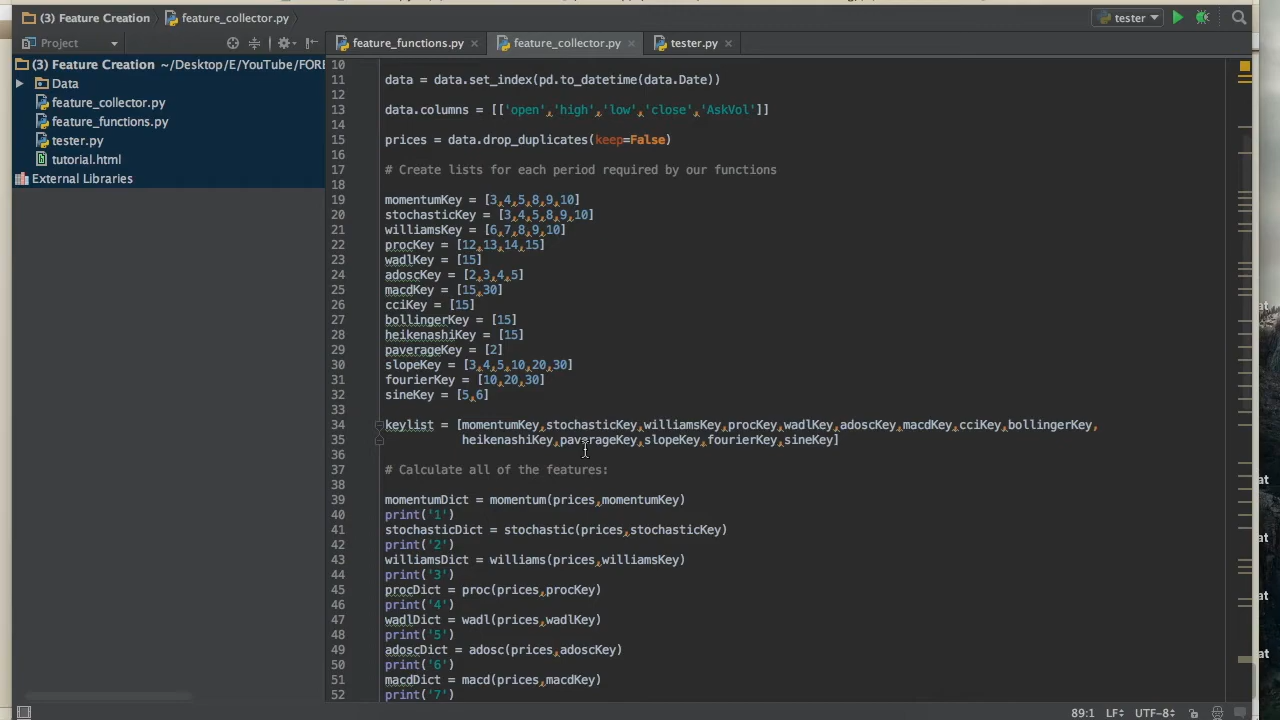 (3) Feature Creation feature_collector.py tester
Project feature_functions.py feature_collector.py tester.py
(3) Feature Creation ~/Desktop/E/YouTube/FORE
Data
feature_collector.py
feature_functions.py
tester.py
tutorial.html
External Libraries
10
11 data = data.set_index(pd.to_datetime(data.Date))
12
13 data.columns = [['open','high','low','close','AskVol']]
14
15 prices = data.drop_duplicates(keep=False)
16
17 # Create lists for each period required by our functions
18
19 momentumKey = [3,4,5,8,9,10]
20 stochasticKey = [3,4,5,8,9,10]
21 williamsKey = [6,7,8,9,10]
22 procKey = [12,13,14,15]
23 wadlKey = [15]
24 adoscKey = [2,3,4,5]
25 macdKey = [15,30]
26 cciKey = [15]
27 bollingerKey = [15]
28 heikenashiKey = [15]
29 paverageKey = [2]
30 slopeKey = [3,4,5,10,20,30]
31 fourierKey = [10,20,30]
32 sineKey = [5,6]
33
34 keylist = [momentumKey,stochasticKey,williamsKey,procKey,wadlKey,adoscKey,macdKey,cciKey,bollingerKey,
35 heikenashiKey,paverageKey,slopeKey,fourierKey,sineKey]
36
37 # Calculate all of the features:
38
39 momentumDict = momentum(prices,momentumKey)
40 print('1')
41 stochasticDict = stochastic(prices,stochasticKey)
42 print('2')
43 williamsDict = williams(prices,williamsKey)
44 print('3')
45 procDict = proc(prices,procKey)
46 print('4')
47 wadlDict = wadl(prices,wadlKey)
48 print('5')
49 adoscDict = adosc(prices,adoscKey)
50 print('6')
51 macdDict = macd(prices,macdKey)
52 print('7')
89:1 LF UTF-8